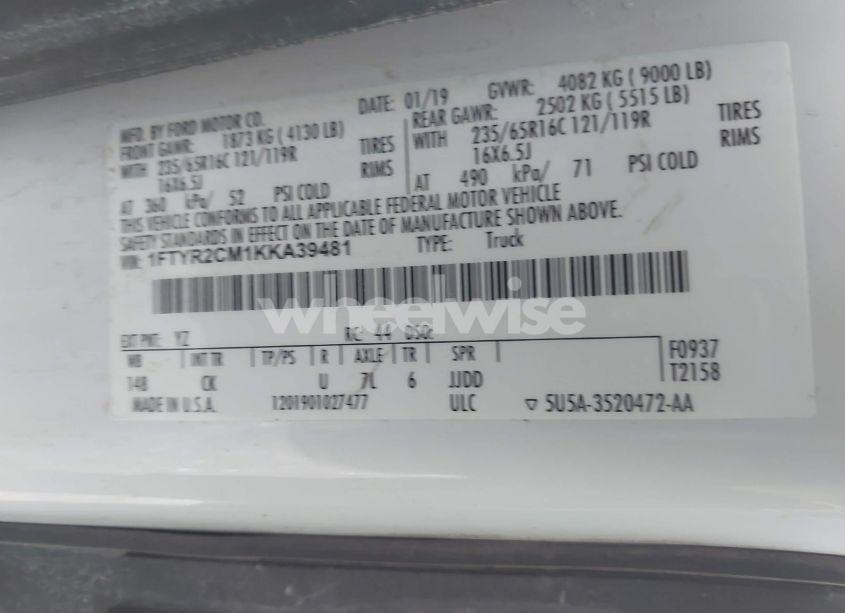 MFD. BY FORD MOTOR CO.
DATE: 01/19 GVWR: 4082 KG ( 9000 LB)
FRONT GAWR: 1873 KG ( 4130 LB)
WITH 235/65R16C 121/119R TIRES
16X6.5J RIMS
AT 360 kPa/ 52 PSI COLD
REAR GAWR: 2502 KG ( 5515 LB)
WITH 235/65R16C 121/119R TIRES
16X6.5J RIMS
AT 490 kPa/ 71 PSI COLD
THIS VEHICLE CONFORMS TO ALL APPLICABLE FEDERAL MOTOR VEHICLE
SAFETY STANDARDS IN EFFECT ON THE DATE OF MANUFACTURE SHOWN ABOVE.
VIN: 1FTYR2CM1KKA39481 TYPE: Truck
wheelwise
EXT PNT: YZ RC: 44 DSO:
WB INT TR TP/PS R AXLE TR SPR F0937
148 CK U 7L 6 JJDD T2158
MADE IN U.S.A. 1201901027477 ULC ▽ 5U5A-3520472-AA